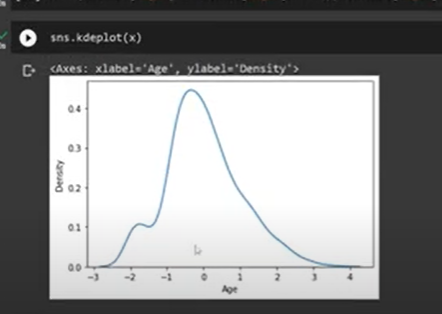 sns.kdeplot(x)
<Axes: xlabel='Age', ylabel='Density'>
0.4
0.3
0.2
0.1
0.0
Density
-3 -2 -1 0 1 2 3 4
Age